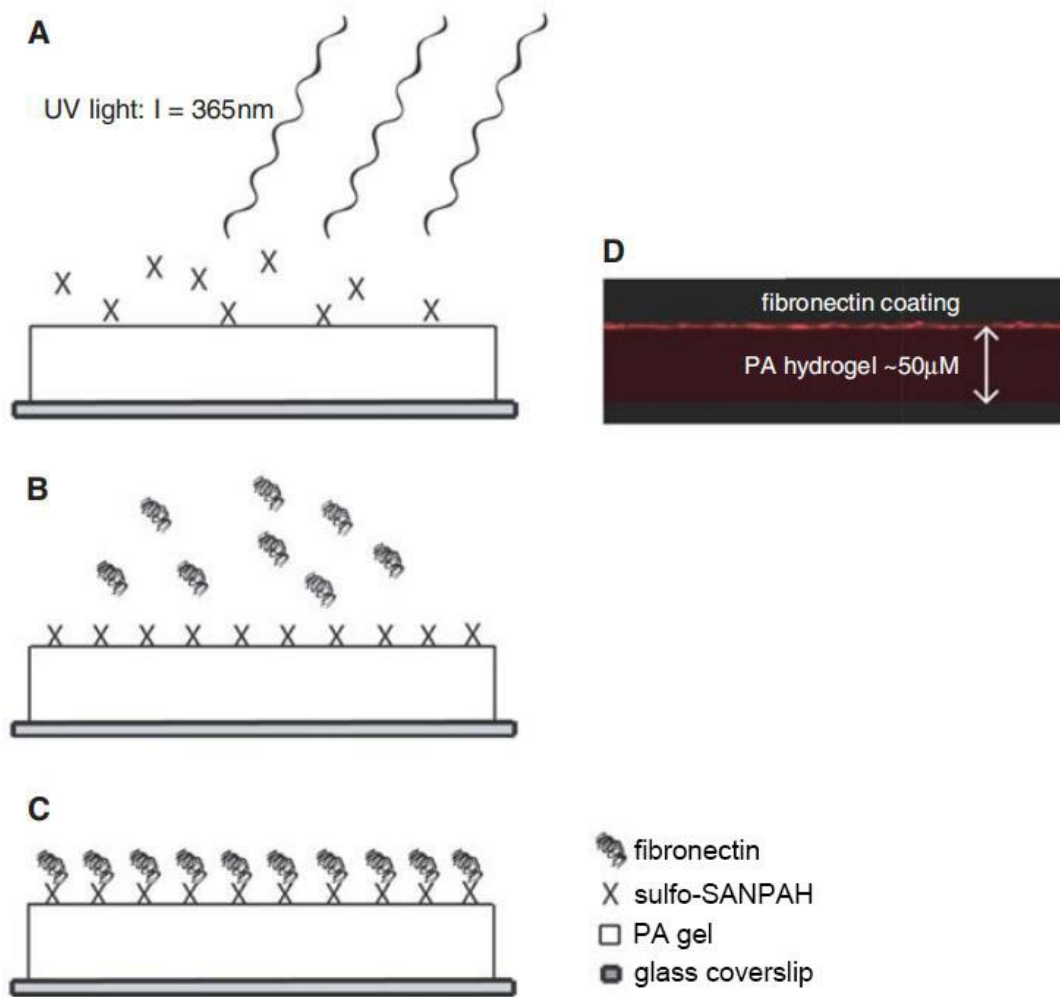 A
UV light: I = 365nm
D
fibronectin coating
PA hydrogel ~50μM
B
C
fibronectin
sulfo-SANPAH
PA gel
glass coverslip